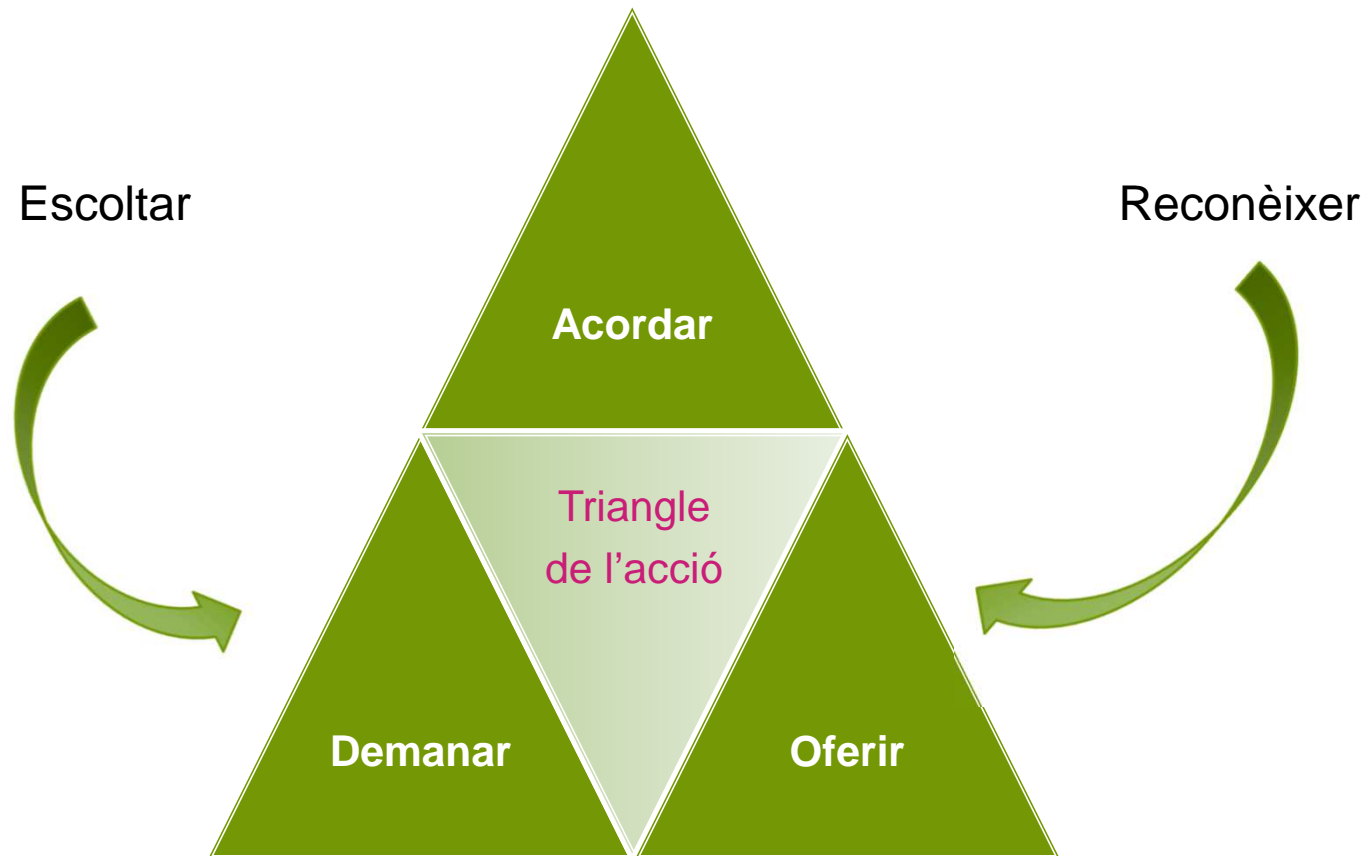 Escoltar
Reconèixer
Acordar
Triangle
de l’acció
Demanar
Oferir